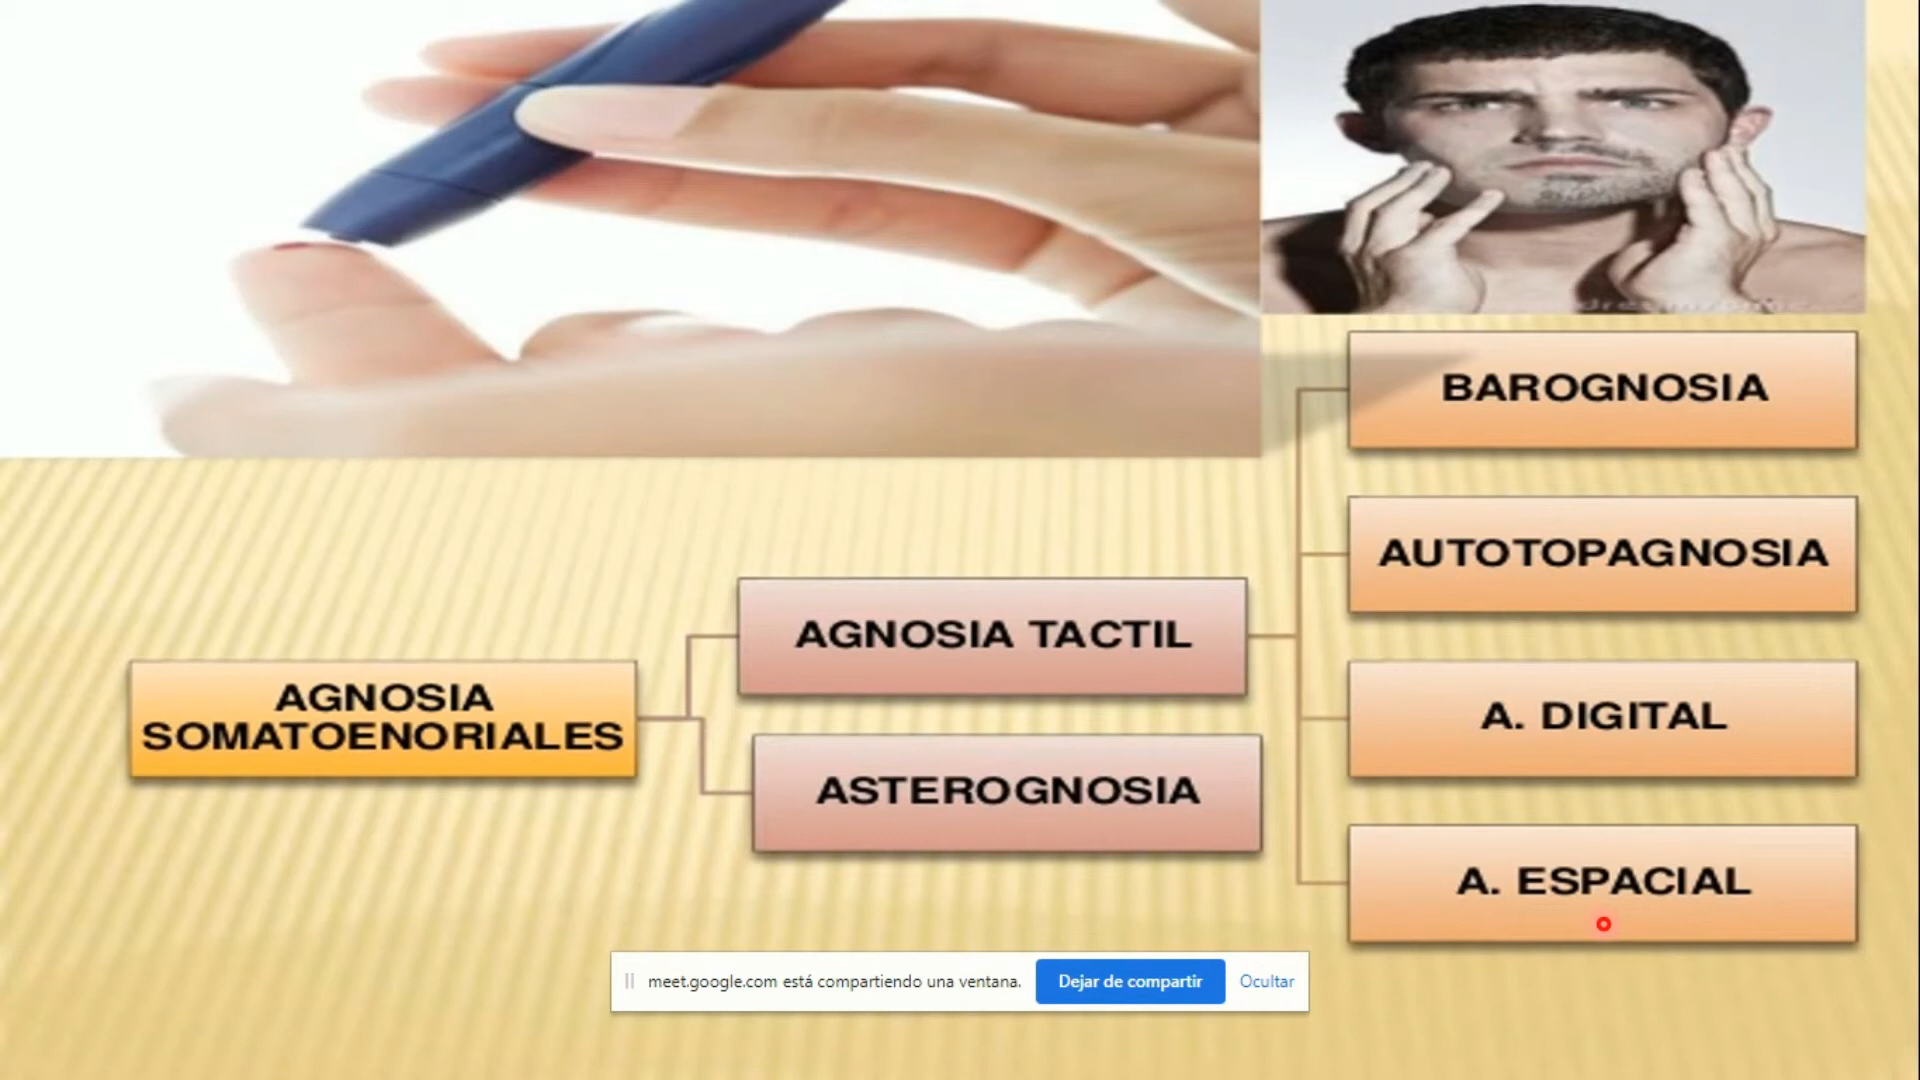 BAROGNOSIA
AUTOTOPAGNOSIA
AGNOSIA TACTIL
AGNOSIA
SOMATOENORIALES
A. DIGITAL
ASTEROGNOSIA
A. ESPACIAL
meet.google.com está compartiendo una ventana.
Dejar de compartir
Ocultar